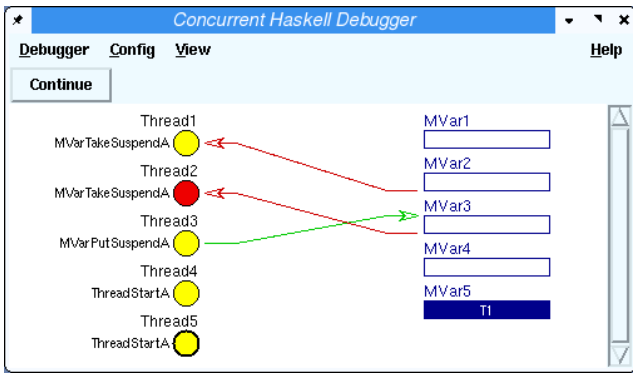 Concurrent Haskell Debugger
Debugger Config View Help
Continue
Thread1
MVarTakeSuspendA
Thread2
MVarTakeSuspendA
Thread3
MVarPutSuspendA
Thread4
ThreadStartA
Thread5
ThreadStartA
MVar1
MVar2
MVar3
MVar4
MVar5
T1